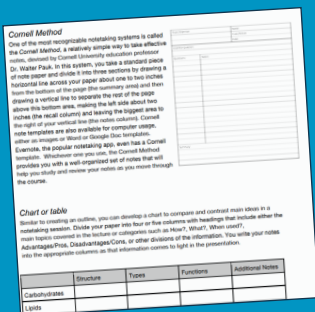 Cornell Method
One of the most recognizable notetaking systems is called
the Cornell Method, a relatively simple way to take effective
notes, devised by Cornell University education professor
Dr. Walter Pauk. In this system, you take a standard piece
of note paper and divide it into three sections by drawing a
horizontal line across your paper about one to two inches
from the bottom of the page (the summary area) and then
drawing a vertical line to separate the rest of the page
above this bottom area, making the left side about two
inches (the recall column) and leaving the biggest area to
the right of your vertical line (the notes column). Cornell
note templates are also available for computer usage,
either as images or Word or Google Doc templates.
Evernote, the popular notetaking app, even has a Cornell
template. Whichever one you use, the Cornell Method
provides you with a well-organized set of notes that will
help you study and review your notes as you move through
the course.
Chart or table
Similar to creating an outline, you can develop a chart to compare and contrast main ideas in a
notetaking session. Divide your paper into four or five columns with headings that include either the
main topics covered in the lecture or categories such as How?, What?, When used?,
Advantages/Pros, Disadvantages/Cons, or other divisions of the information. You write your notes
into the appropriate columns as that information comes to light in the presentation.
Structure Types Functions Additional Notes
Carbohydrates
Lipids